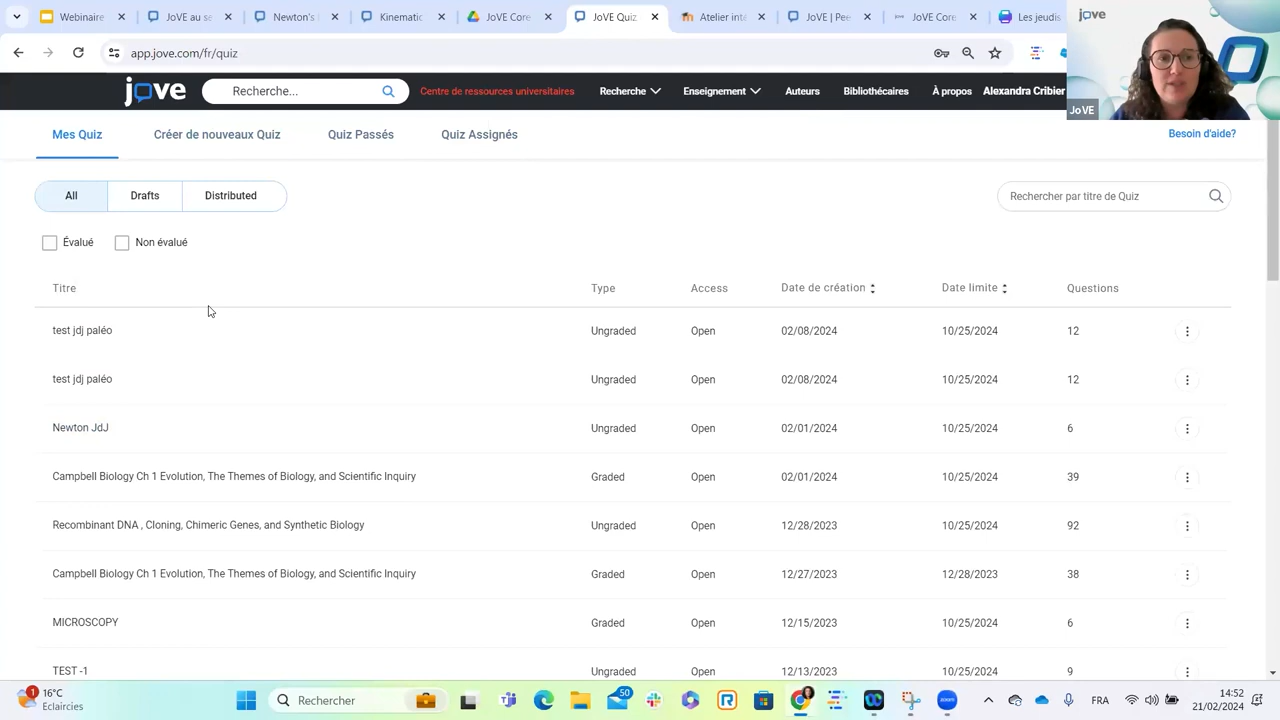 Webinaire
JoVE au se
Newton's
Cinematic
JoVE Core
JoVE Quiz
Atelier int
JoVE | Pee
JoVE Core
Les jeudis
app.jove.com/fr/quiz
jove
jove
Recherche...
Centre de ressources universitaires
Recherche
Enseignement
Auteurs
Bibliothécaires
À propos
Alexandra Cribier
JoVE
Mes Quiz
Créer de nouveaux Quiz
Quiz Passés
Quiz Assignés
Besoin d'aide?
All
Drafts
Distributed
Rechercher par titre de Quiz
Évalué
Non évalué
Titre Type Access Date de création Date limite Questions
test jdj paléo Ungraded Open 02/08/2024 10/25/2024 12
test jdj paléo Ungraded Open 02/08/2024 10/25/2024 12
Newton JdJ Ungraded Open 02/01/2024 10/25/2024 6
Campbell Biology Ch 1 Evolution, The Themes of Biology, and Scientific Inquiry Graded Open 02/01/2024 10/25/2024 39
Recombinant DNA , Cloning, Chimeric Genes, and Synthetic Biology Ungraded Open 12/28/2023 10/25/2024 92
Campbell Biology Ch 1 Evolution, The Themes of Biology, and Scientific Inquiry Graded Open 12/27/2023 12/28/2023 38
MICROSCOPY Graded Open 12/15/2023 10/25/2024 6
TEST -1 Ungraded Open 12/13/2023 10/25/2024 9
1
16°C
Eclaircies
Rechercher
50
zoom
FRA
14:52
21/02/2024